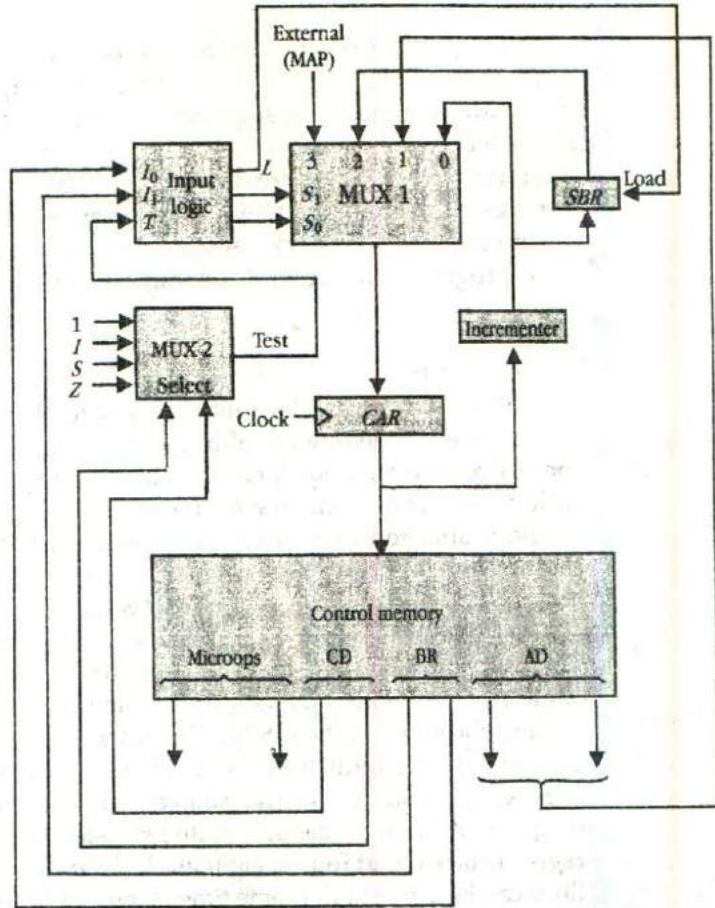 External
(MAP)
I0 Input logic L
I1
T
3 2 1 0
S1 MUX 1
S0
SBR Load
1
I
S
Z
MUX 2
Select
Test
Incrementer
Clock CAR
Control memory
Microops CD BR AD